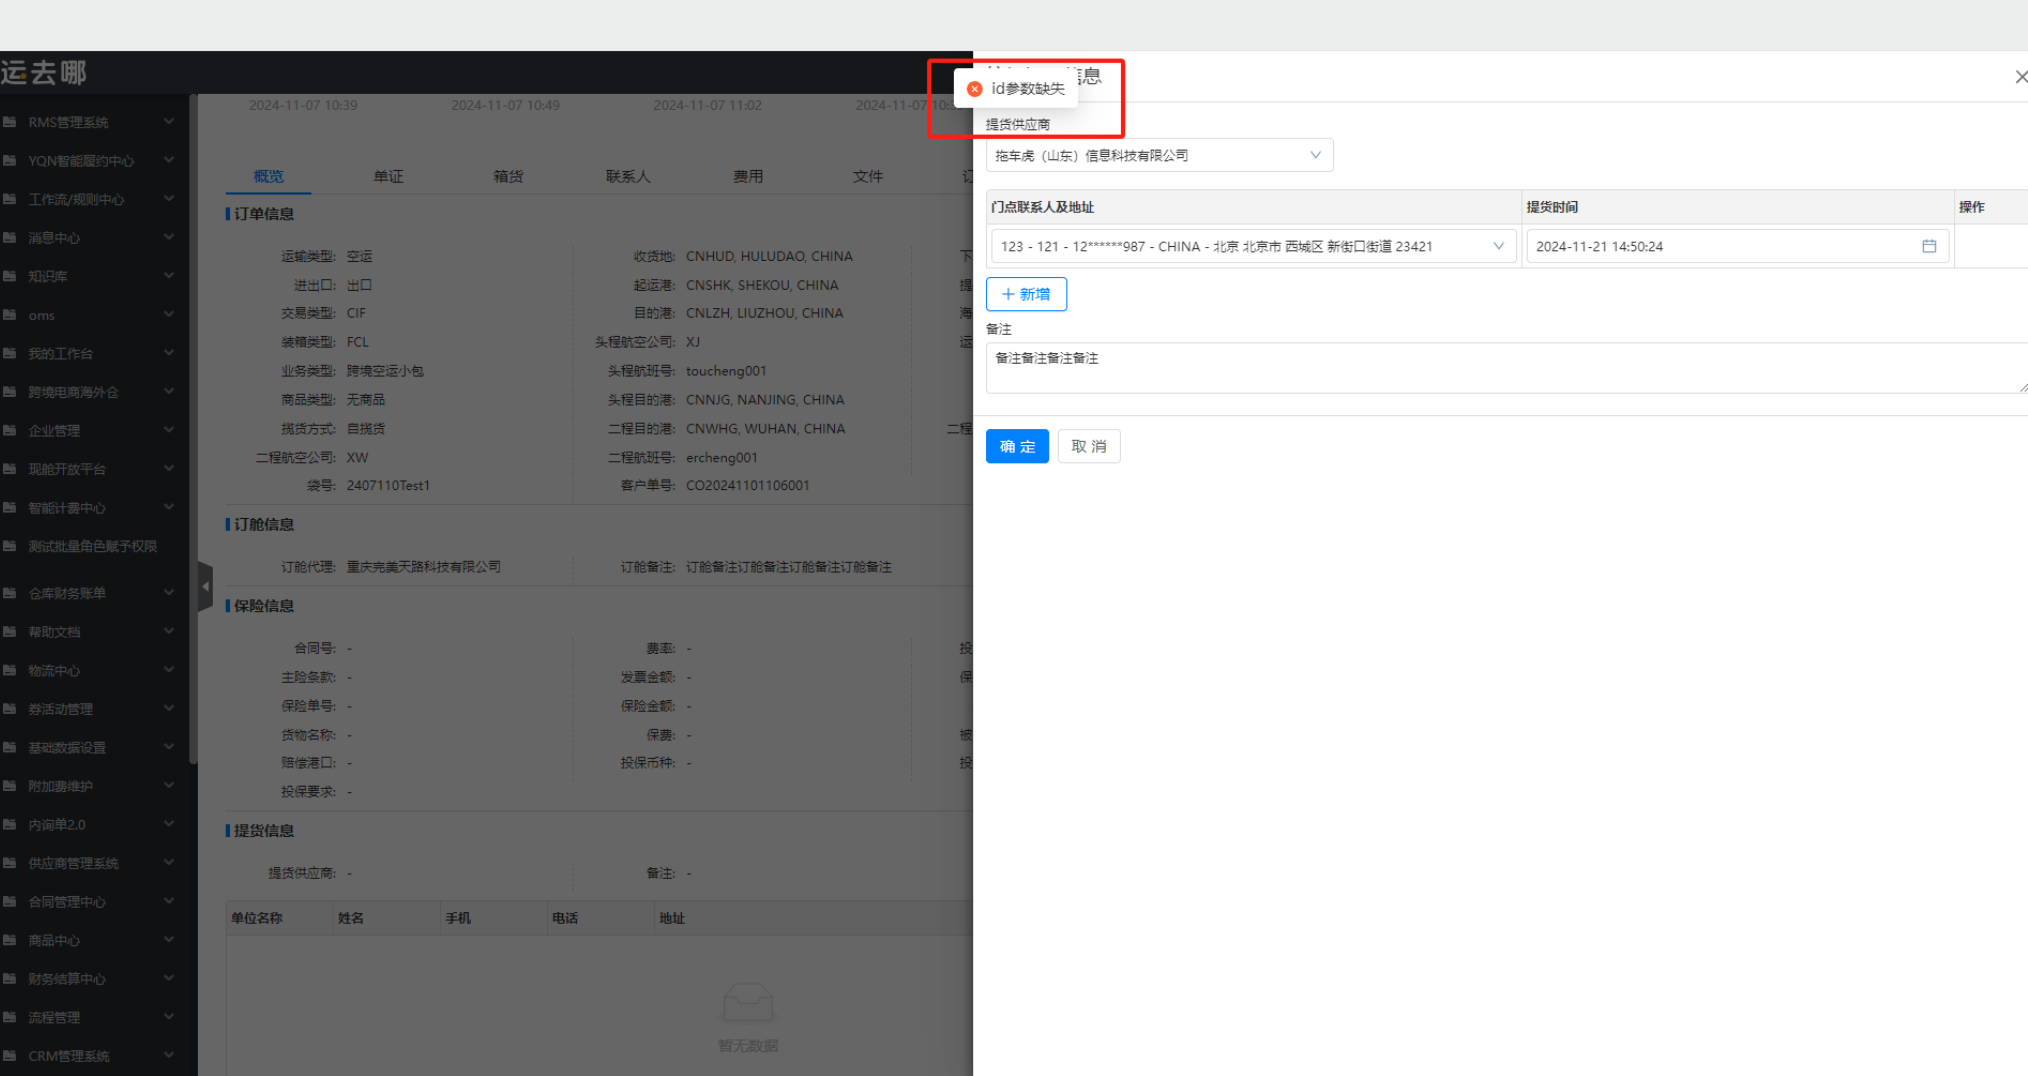 运去哪
RMS管理系统
YQN智能履约中心
工作流/规则中心
消息中心
知识库
oms
我的工作台
跨境电商海外仓
企业管理
现舱开放平台
智能计费中心
测试批量角色赋予权限
仓库财务账单
帮助文档
物流中心
券活动管理
基础数据设置
附加费维护
内询单2.0
供应商管理系统
合同管理中心
商品中心
财务结算中心
流程管理
CRM管理系统
2024-11-07 10:39 2024-11-07 10:49 2024-11-07 11:02 2024-11-07
概览 单证 箱货 联系人 费用 文件
订单信息
运输类型: 空运 收货地: CNHUD, HULUDAO, CHINA
进出口: 出口 起运港: CNSHK, SHEKOU, CHINA
交易类型: CIF 目的港: CNLZH, LIUZHOU, CHINA
装箱类型: FCL 头程航空公司: XJ
业务类型: 跨境空运小包 头程航班号: toucheng001
商品类型: 无商品 头程目的港: CNNJG, NANJING, CHINA
揽货方式: 自揽货 二程目的港: CNWHG, WUHAN, CHINA 二程
二程航空公司: XW 二程航班号: ercheng001
袋号: 2407110Test1 客户单号: CO20241101106001
订舱信息
订舱代理: 重庆完美天路科技有限公司 订舱备注: 订舱备注订舱备注订舱备注订舱备注
保险信息
合同号: - 费率: - 投
主险条款: - 发票金额: - 保
保险单号: - 保险金额: -
货物名称: - 保费: - 被
赔偿港口: - 投保币种: - 投
投保要求: -
提货信息
提货供应商: - 备注: -
单位名称 姓名 手机 电话 地址
暂无数据
id参数缺失
信息
提货供应商
拖车虎（山东）信息科技有限公司
门点联系人及地址 提货时间 操作
123 - 121 - 12******987 - CHINA - 北京 北京市 西城区 新街口街道 23421 2024-11-21 14:50:24
新增
备注
备注备注备注备注
确 定 取 消